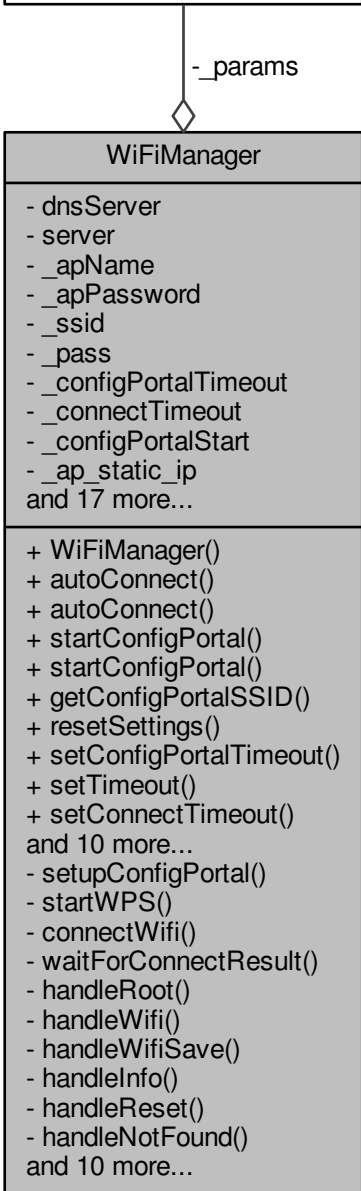 -_params
WiFiManager
- dnsServer
- server
- _apName
- _apPassword
- _ssid
- _pass
- _configPortalTimeout
- _connectTimeout
- _configPortalStart
- _ap_static_ip
and 17 more...
+ WiFiManager()
+ autoConnect()
+ autoConnect()
+ startConfigPortal()
+ startConfigPortal()
+ getConfigPortalSSID()
+ resetSettings()
+ setConfigPortalTimeout()
+ setTimeout()
+ setConnectTimeout()
and 10 more...
- setupConfigPortal()
- startWPS()
- connectWifi()
- waitForConnectResult()
- handleRoot()
- handleWifi()
- handleWifiSave()
- handleInfo()
- handleReset()
- handleNotFound()
and 10 more...